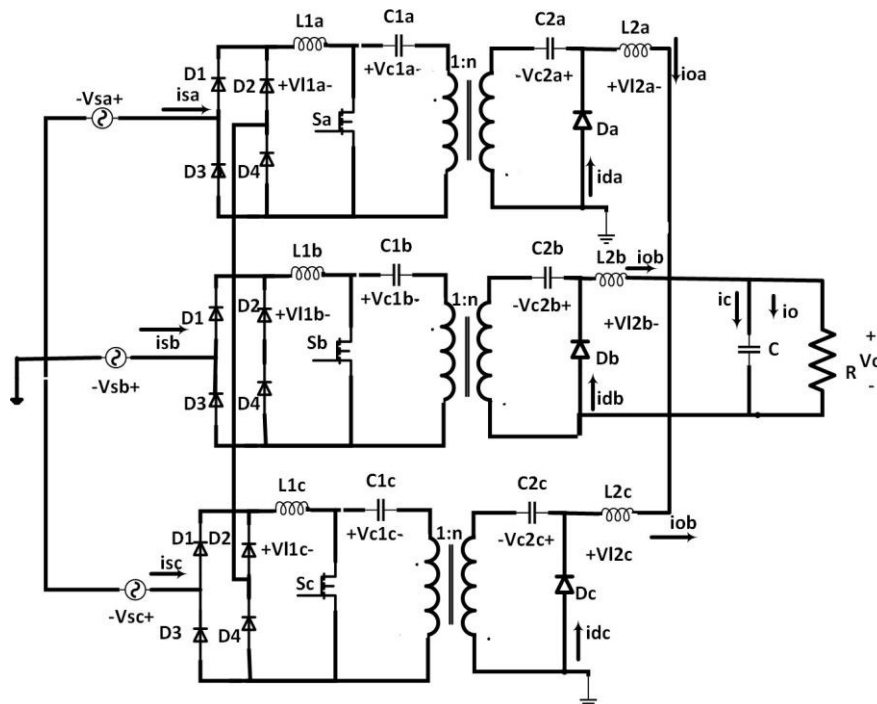 L1a
C1a
C2a
L2a
D1
D2
+Vl1a-
+Vc1a-
1:n
-Vc2a+
+Vl2a-
ioa
-Vsa+
isa
Sa
Da
D3
D4
ida
L1b
C1b
C2b
L2b
iob
D1
D2
+Vl1b-
+Vc1b-
1:n
-Vc2b+
+Vl2b-
ic
io
isb
Sb
Db
C
R
+
Vo
-
-Vsb+
D3
D4
idb
L1c
C1c
C2c
L2c
D1
D2
+Vl1c-
+Vc1c-
1:n
-Vc2c+
+Vl2c
iob
isc
Sc
Dc
-Vsc+
D3
D4
idc